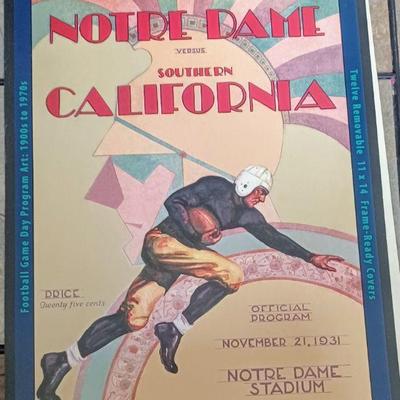 NOTRE DAME
VERSUS
SOUTHERN
CALIFORNIA
Football Game Day Program Art: 1900s to 1970s
Twelve Removable 11 x 14 Frame-Ready Covers
PRICE
Twenty five cents
OFFICIAL
PROGRAM
NOVEMBER 21, 1931
NOTRE DAME
STADIUM